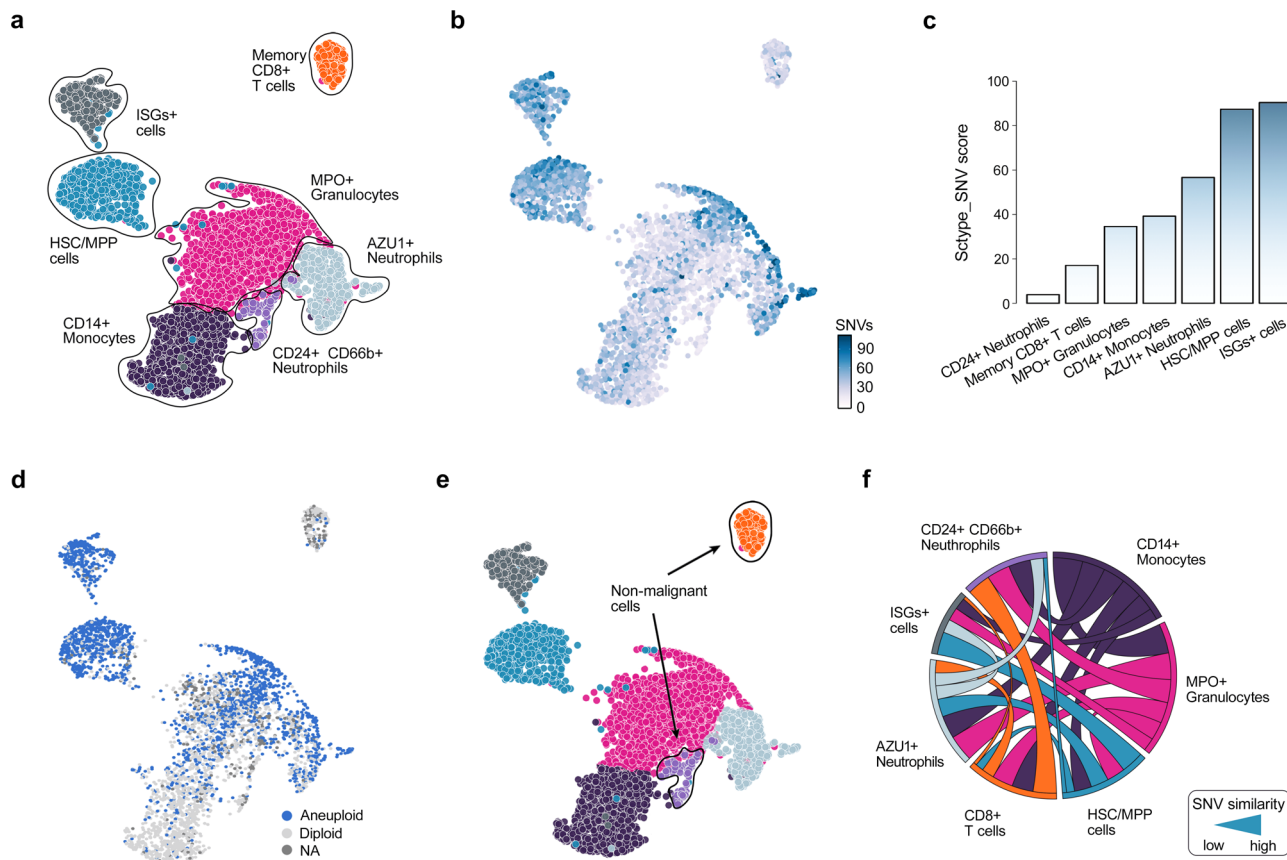 a
Memory
CD8+
T cells
ISGs+
cells
MPO+
Granulocytes
HSC/MPP
cells
AZU1+
Neutrophils
CD14+
Monocytes
CD24+ CD66b+
Neutrophils
b
SNVs
90
60
30
0
c
Sctype_SNV score
100
80
60
40
20
0
CD24+ Neutrophils
Memory CD8+ T cells
MPO+ Granulocytes
CD14+ Monocytes
AZU1+ Neutrophils
HSC/MPP cells
ISGs+ cells
d
Aneuploid
Diploid
NA
e
Non-malignant
cells
f
CD24+ CD66b+
Neuthrophils
CD14+
Monocytes
ISGs+
cells
MPO+
Granulocytes
AZU1+
Neutrophils
CD8+
T cells
HSC/MPP
cells
SNV similarity
low high